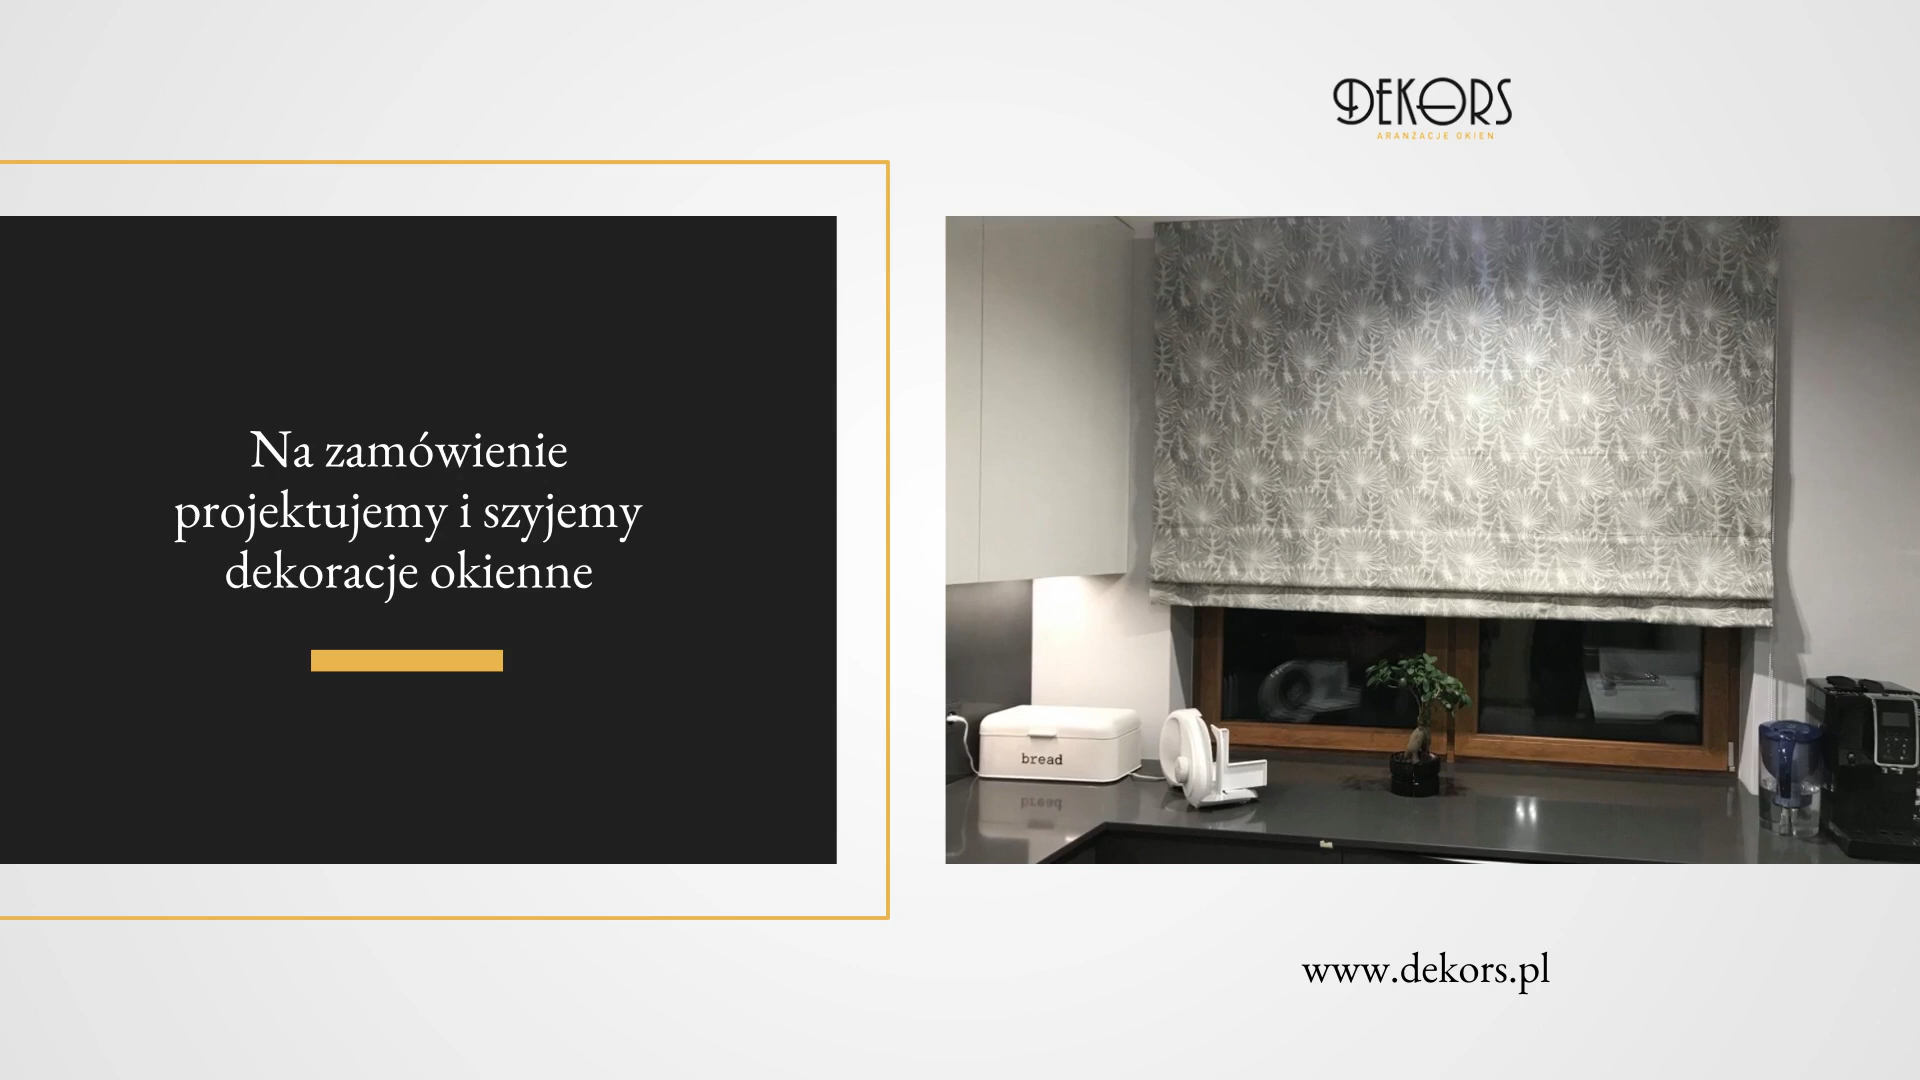 DEKORS
ARANŻACJE OKIEN
Na zamówienie
projektujemy i szyjemy
dekoracje okienne
bread
www.dekors.pl